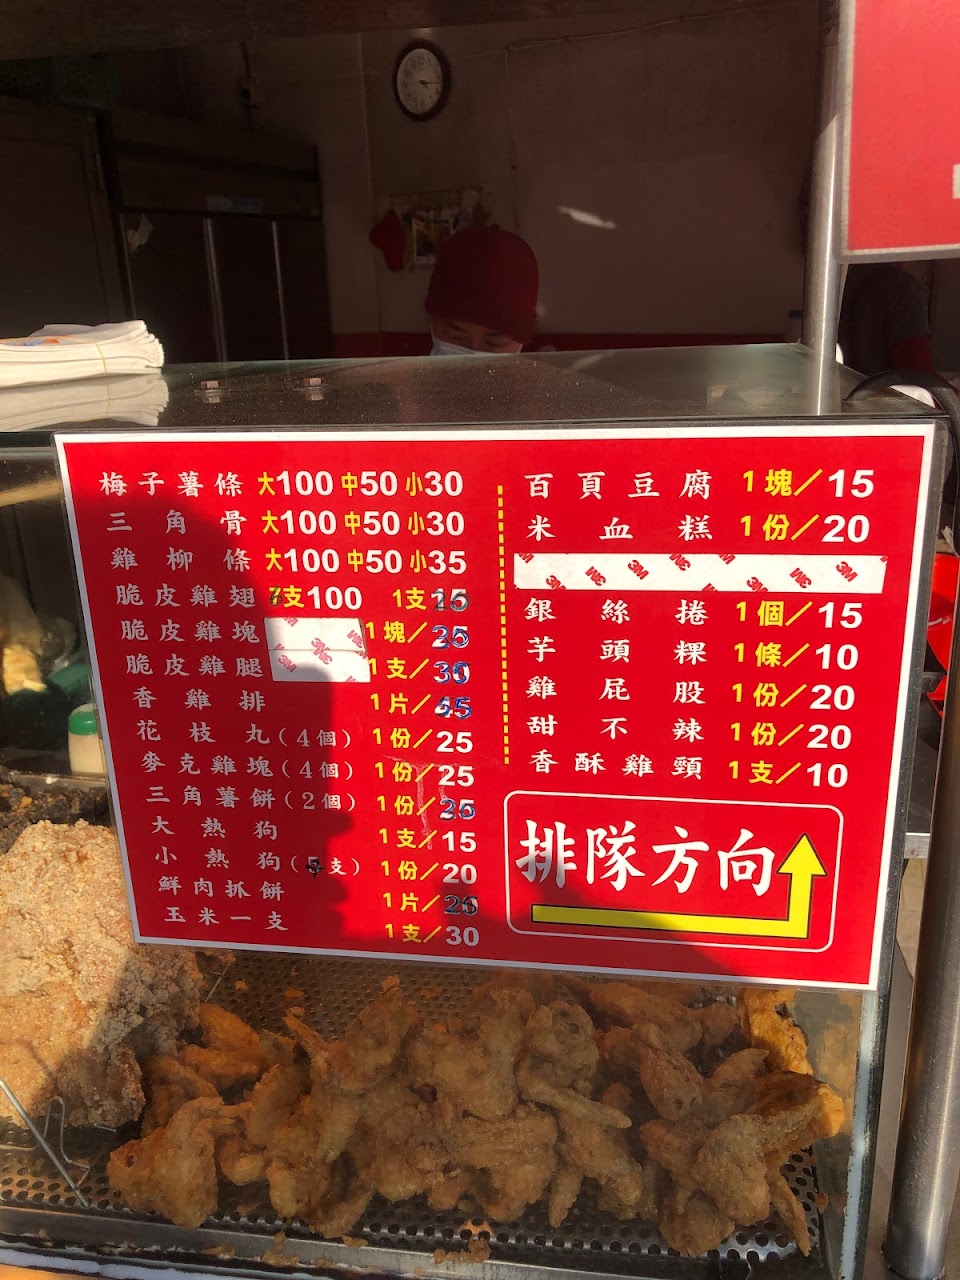 梅子薯條 大100 中50 小30
三角骨 大100 中50 小30
雞柳條 大100 中50 小35
脆皮雞翅 支100 1支
脆皮雞塊 1塊/
脆皮雞腿 1支/
香雞排 1片/
花枝丸(4個) 1份/25
麥克雞塊(4個) 1份/25
三角薯餅(2個) 1份/
大熱狗 1支/15
小熱狗(支) 1份/20
鮮肉抓餅 1片/
玉米一支 1支/30
百頁豆腐 1塊/15
米血糕 1份/20
3M 3M 3M 3M
銀絲捲 1個/15
芋頭粿 1條/10
雞屁股 1份/20
甜不辣 1份/20
香酥雞頸 1支/10
排隊方向